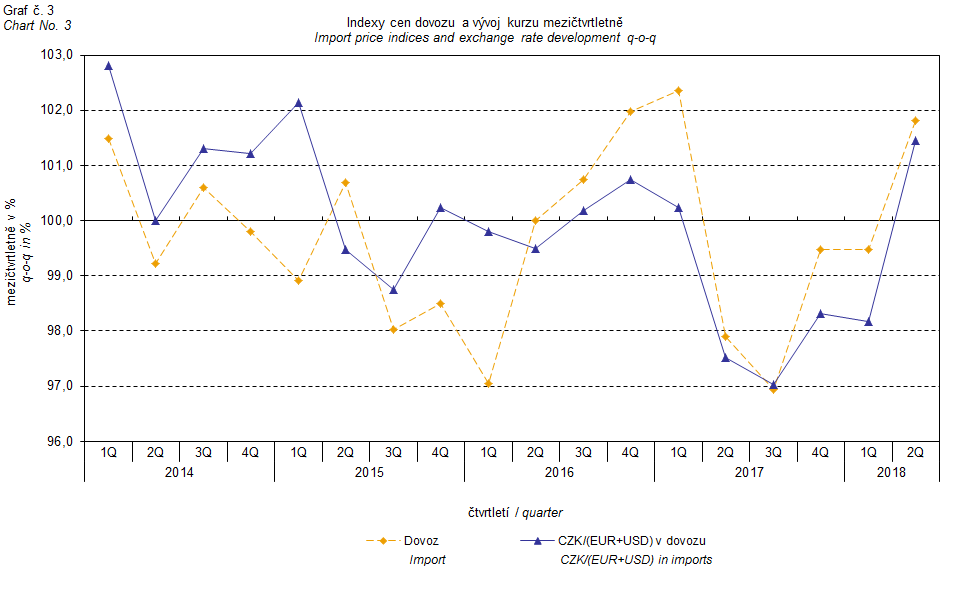 Graf č. 3
Chart No. 3
Indexy cen dovozu a vývoj kurzu mezičtvrtletně
Import price indices and exchange rate development q-o-q
mezičtvrtletně v %
q-o-q in %
103,0
102,0
101,0
100,0
99,0
98,0
97,0
96,0
1Q 2Q 3Q 4Q 1Q 2Q 3Q 4Q 1Q 2Q 3Q 4Q 1Q 2Q 3Q 4Q 1Q 2Q
2014 2015 2016 2017 2018
čtvrtletí / quarter
Dovoz CZK/(EUR+USD) v dovozu
Import CZK/(EUR+USD) in imports